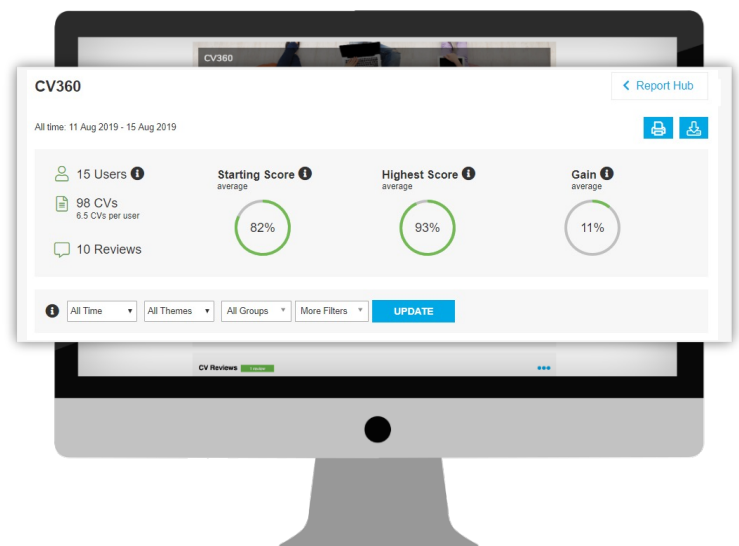 CV360
CV360
Report Hub
All time: 11 Aug 2019 - 15 Aug 2019
15 Users
98 CVs
6.5 CVs per user
10 Reviews
Starting Score
average
82%
Highest Score
average
93%
Gain
average
11%
All Time
All Themes
All Groups
More Filters
UPDATE
CV Reviews
1 review